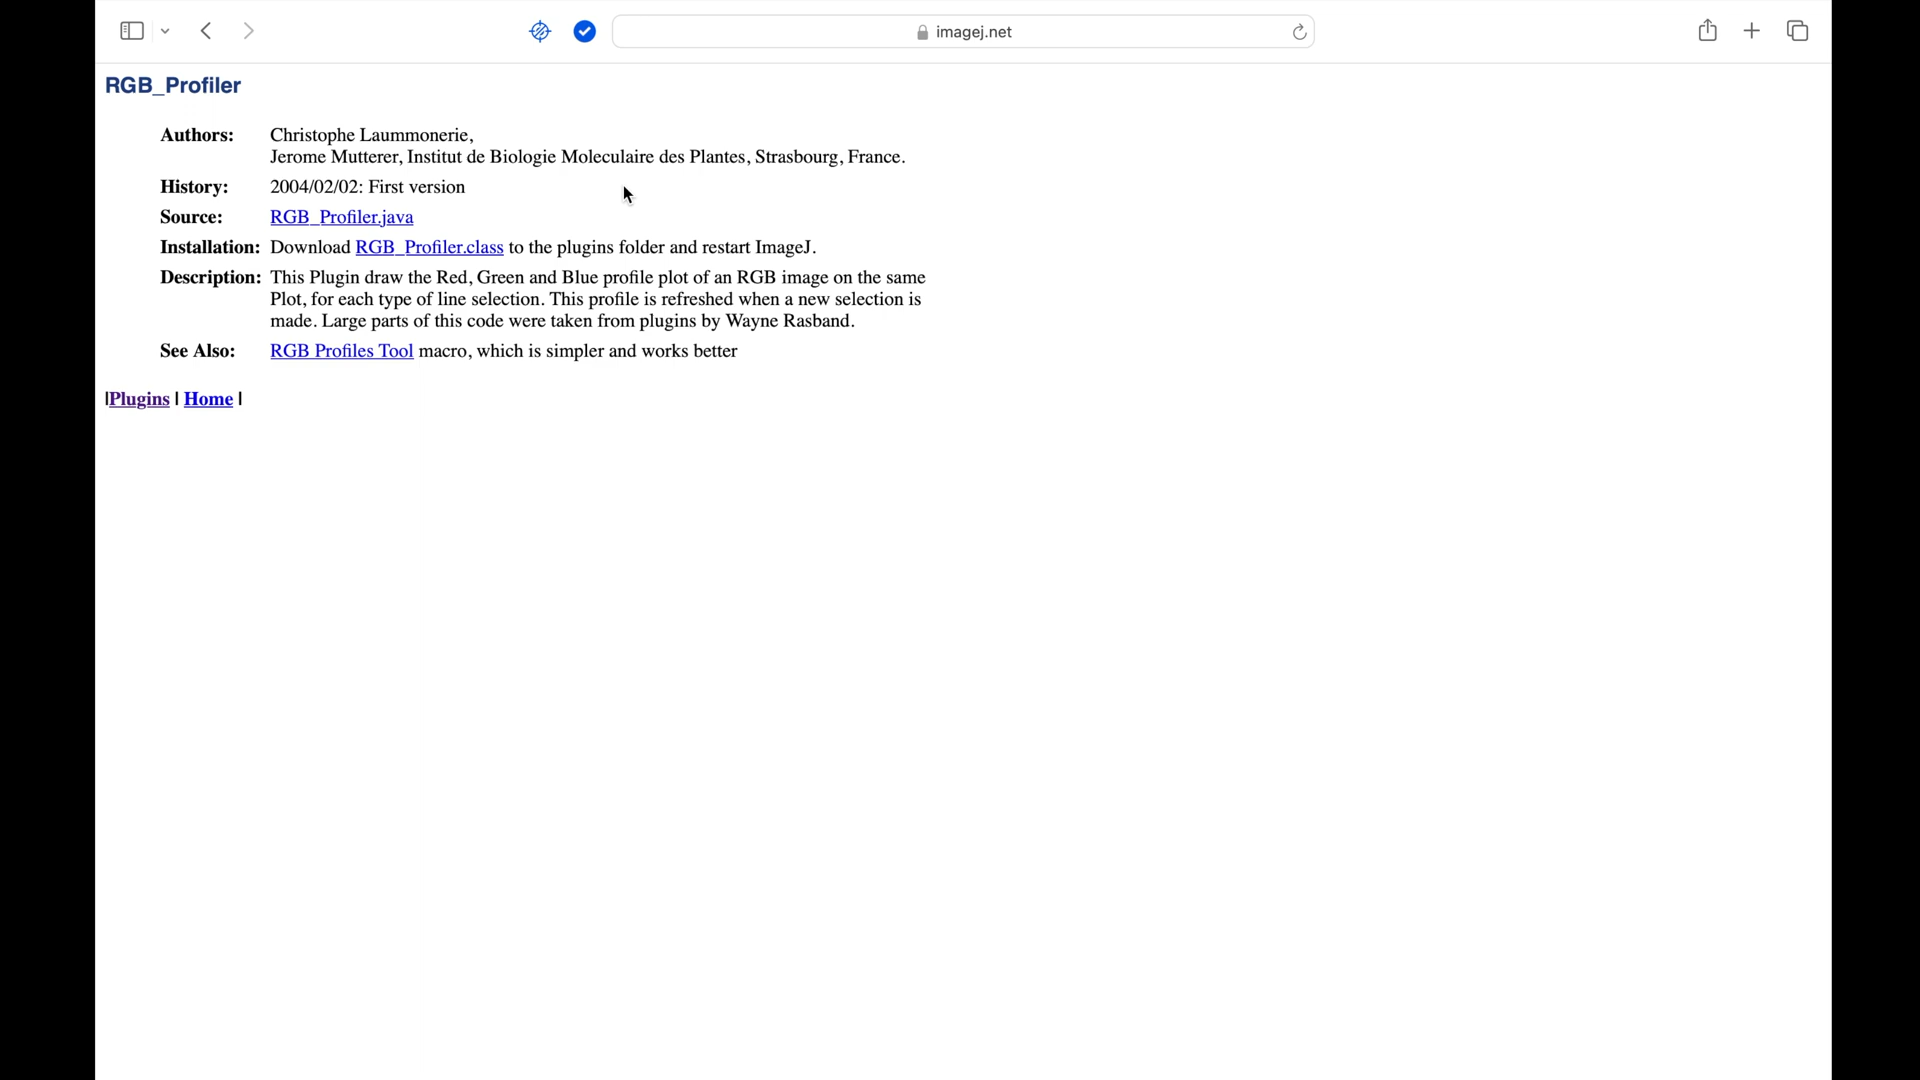 imagej.net
RGB_Profiler
Authors: Christophe Laummonerie,
Jerome Mutterer, Institut de Biologie Moleculaire des Plantes, Strasbourg, France.
History: 2004/02/02: First version
Source: RGB_Profiler.java
Installation: Download RGB_Profiler.class to the plugins folder and restart ImageJ.
Description: This Plugin draw the Red, Green and Blue profile plot of an RGB image on the same
Plot, for each type of line selection. This profile is refreshed when a new selection is
made. Large parts of this code were taken from plugins by Wayne Rasband.
See Also: RGB Profiles Tool macro, which is simpler and works better
|Plugins | Home |